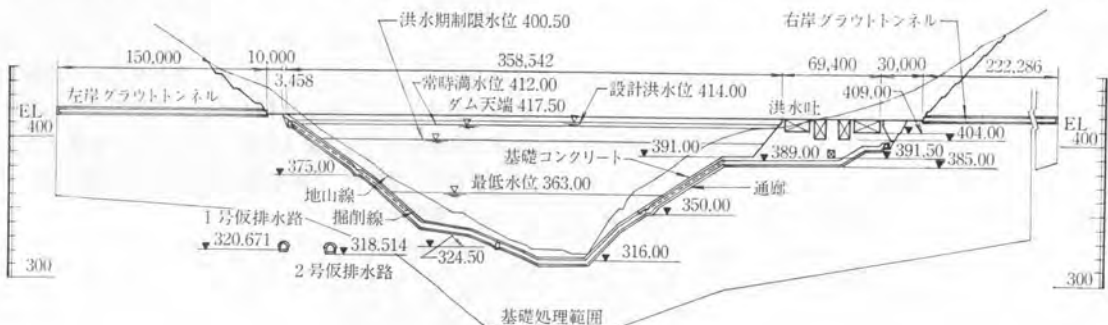 洪水期制限水位 400.50
右岸グラウトトンネル
150,000
10,000
358,542
69,400
30,000
222,286
3,458
常時満水位 412.00
設計洪水位 414.00
409.00
EL
左岸グラウトトンネル
ダム天端 417.50
洪水吐
EL
400
404.00
400
391.00
389.00
391.50
385.00
基礎コンクリート
375.00
地山線
最低水位 363.00
通廊
掘削線
350.00
1号仮排水路
320.671
318.514
324.50
316.00
2号仮排水路
300
300
基礎処理範囲